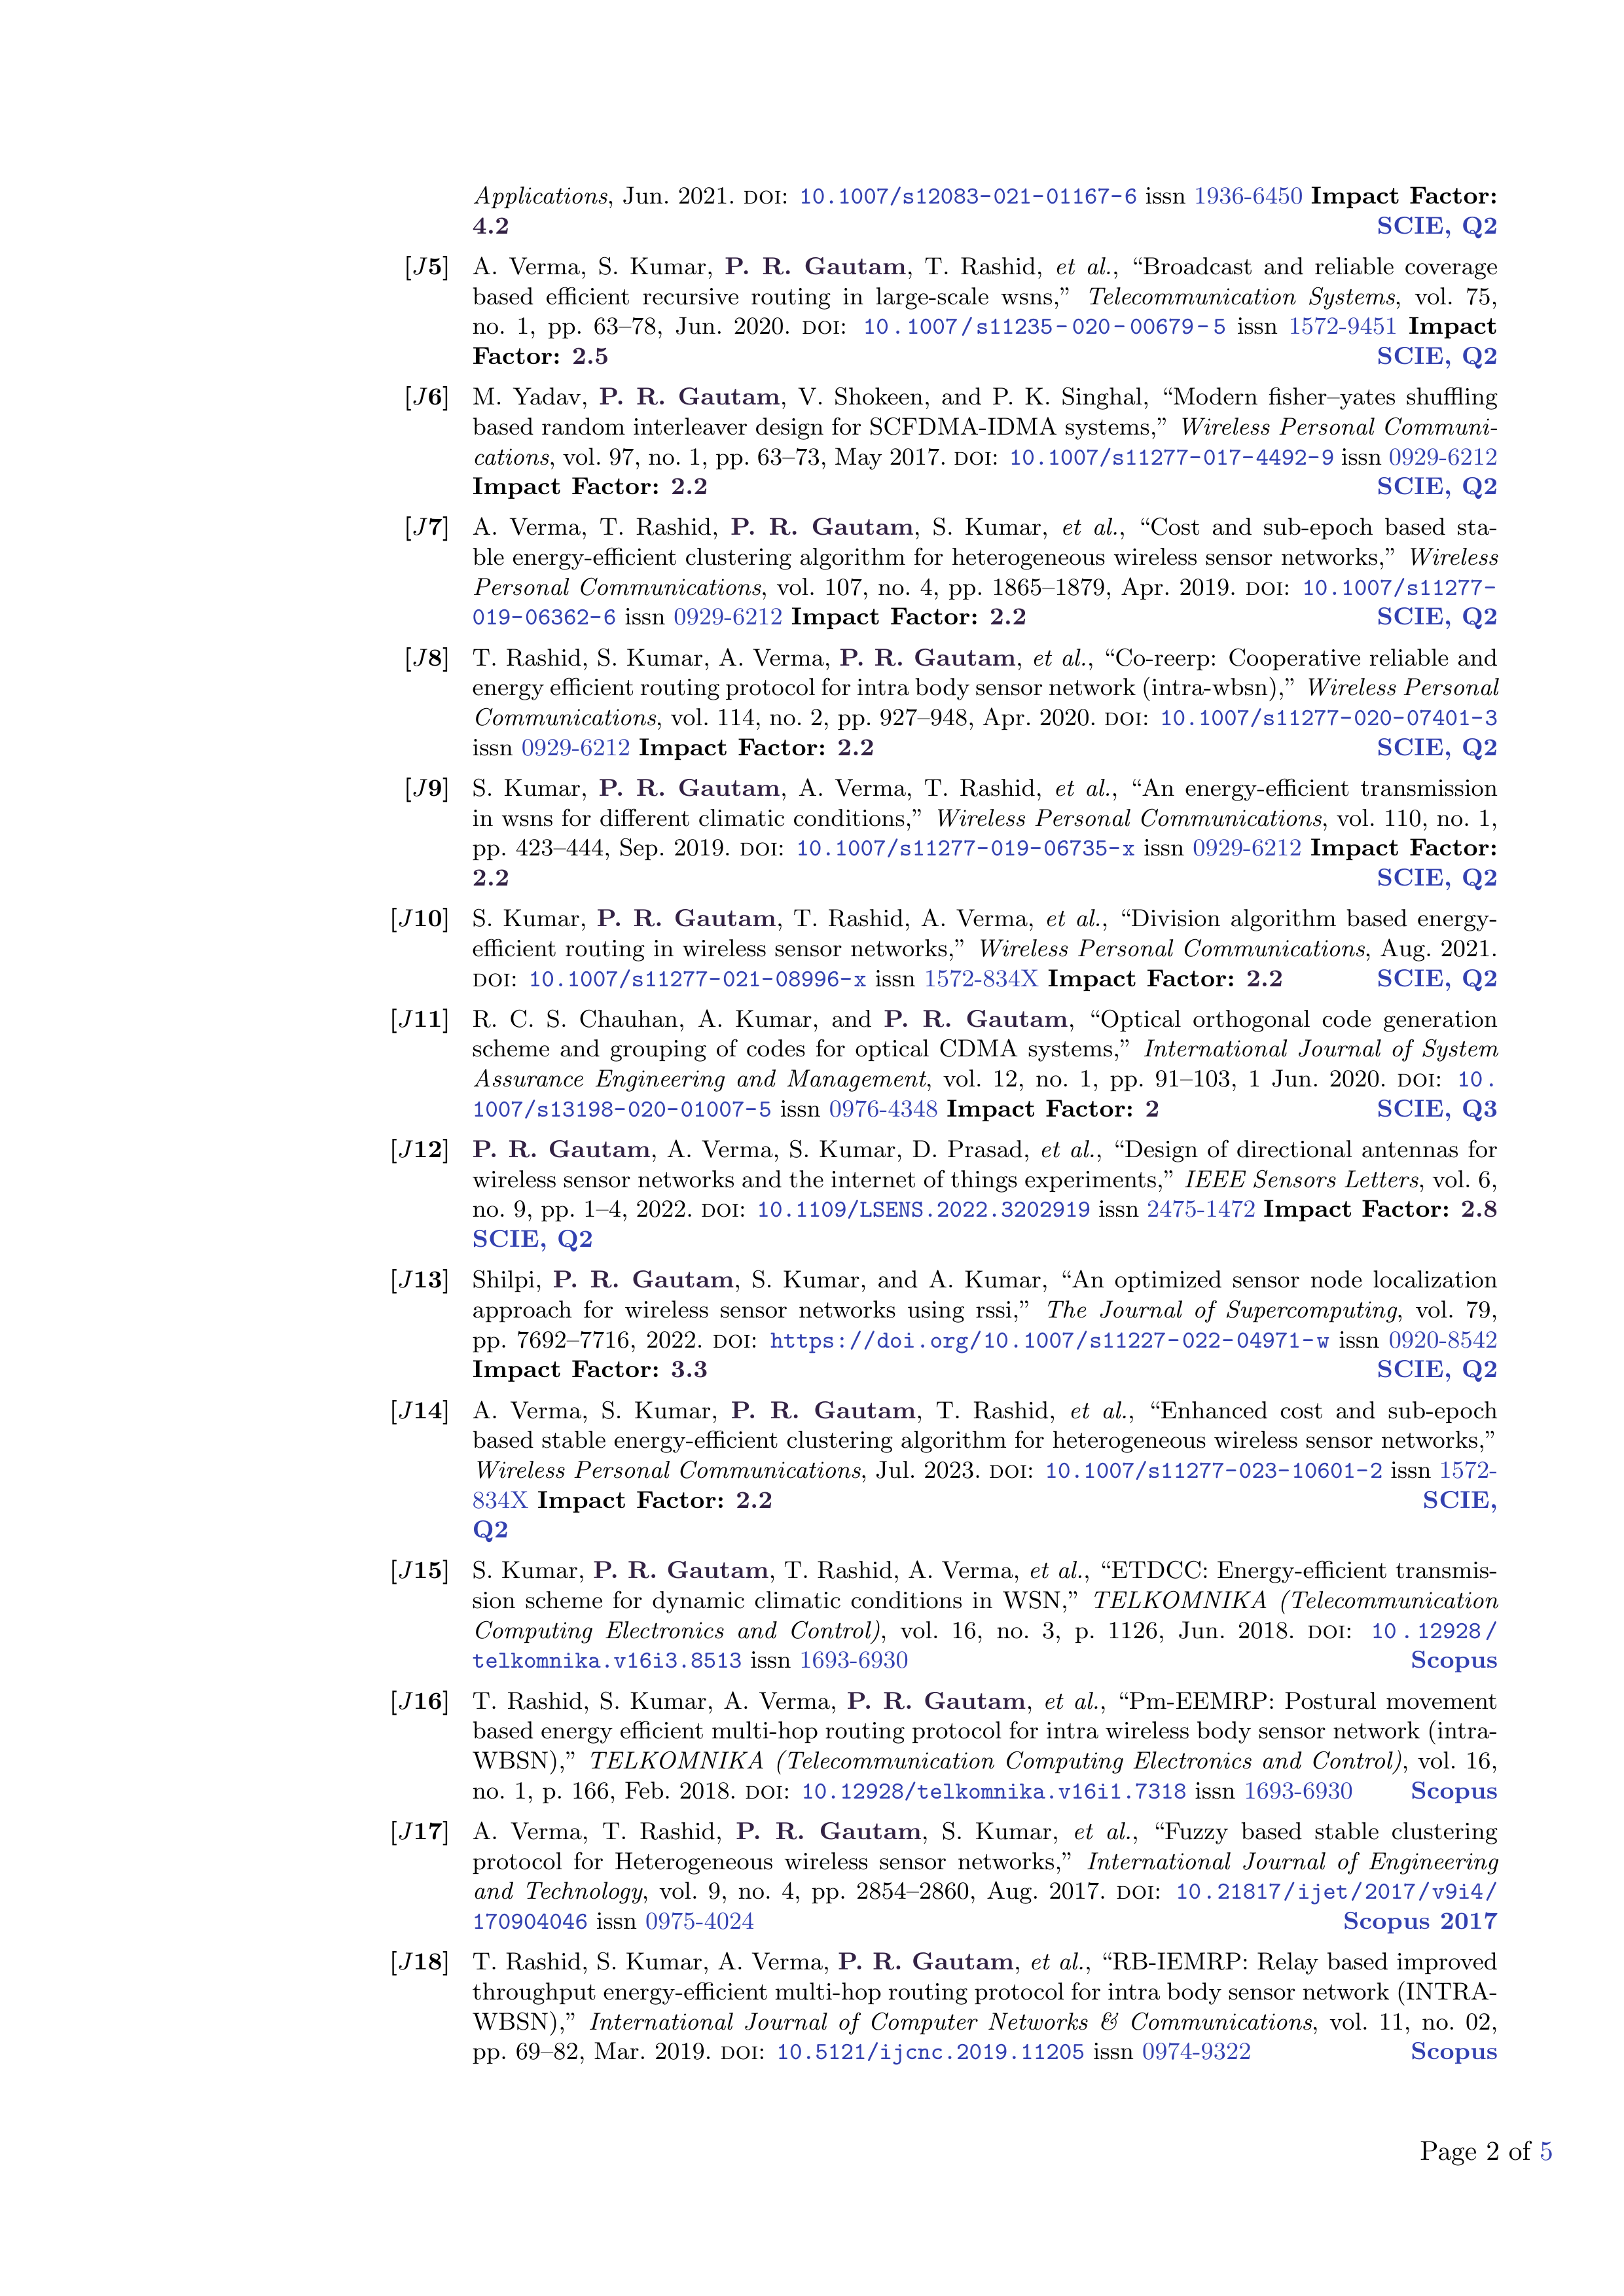 Applications, Jun. 2021. DOI: 10.1007/s12083-021-01167-6 issn 1936-6450 Impact Factor:
4.2 SCIE, Q2
[J5] A. Verma, S. Kumar, P. R. Gautam, T. Rashid, et al., “Broadcast and reliable coverage
based efficient recursive routing in large-scale wsns,” Telecommunication Systems, vol. 75,
no. 1, pp. 63–78, Jun. 2020. DOI: 10.1007/s11235-020-00679-5 issn 1572-9451 Impact
Factor: 2.5 SCIE, Q2
[J6] M. Yadav, P. R. Gautam, V. Shokeen, and P. K. Singhal, “Modern fisher–yates shuffling
based random interleaver design for SCFDMA-IDMA systems,” Wireless Personal Communi-
cations, vol. 97, no. 1, pp. 63–73, May 2017. DOI: 10.1007/s11277-017-4492-9 issn 0929-6212
Impact Factor: 2.2 SCIE, Q2
[J7] A. Verma, T. Rashid, P. R. Gautam, S. Kumar, et al., “Cost and sub-epoch based sta-
ble energy-efficient clustering algorithm for heterogeneous wireless sensor networks,” Wireless
Personal Communications, vol. 107, no. 4, pp. 1865–1879, Apr. 2019. DOI: 10.1007/s11277-
019-06362-6 issn 0929-6212 Impact Factor: 2.2 SCIE, Q2
[J8] T. Rashid, S. Kumar, A. Verma, P. R. Gautam, et al., “Co-reerp: Cooperative reliable and
energy efficient routing protocol for intra body sensor network (intra-wbsn),” Wireless Personal
Communications, vol. 114, no. 2, pp. 927–948, Apr. 2020. DOI: 10.1007/s11277-020-07401-3
issn 0929-6212 Impact Factor: 2.2 SCIE, Q2
[J9] S. Kumar, P. R. Gautam, A. Verma, T. Rashid, et al., “An energy-efficient transmission
in wsns for different climatic conditions,” Wireless Personal Communications, vol. 110, no. 1,
pp. 423–444, Sep. 2019. DOI: 10.1007/s11277-019-06735-x issn 0929-6212 Impact Factor:
2.2 SCIE, Q2
[J10] S. Kumar, P. R. Gautam, T. Rashid, A. Verma, et al., “Division algorithm based energy-
efficient routing in wireless sensor networks,” Wireless Personal Communications, Aug. 2021.
DOI: 10.1007/s11277-021-08996-x issn 1572-834X Impact Factor: 2.2 SCIE, Q2
[J11] R. C. S. Chauhan, A. Kumar, and P. R. Gautam, “Optical orthogonal code generation
scheme and grouping of codes for optical CDMA systems,” International Journal of System
Assurance Engineering and Management, vol. 12, no. 1, pp. 91–103, 1 Jun. 2020. DOI: 10.
1007/s13198-020-01007-5 issn 0976-4348 Impact Factor: 2 SCIE, Q3
[J12] P. R. Gautam, A. Verma, S. Kumar, D. Prasad, et al., “Design of directional antennas for
wireless sensor networks and the internet of things experiments,” IEEE Sensors Letters, vol. 6,
no. 9, pp. 1–4, 2022. DOI: 10.1109/LSENS.2022.3202919 issn 2475-1472 Impact Factor: 2.8
SCIE, Q2
[J13] Shilpi, P. R. Gautam, S. Kumar, and A. Kumar, “An optimized sensor node localization
approach for wireless sensor networks using rssi,” The Journal of Supercomputing, vol. 79,
pp. 7692–7716, 2022. DOI: https://doi.org/10.1007/s11227-022-04971-w issn 0920-8542
Impact Factor: 3.3 SCIE, Q2
[J14] A. Verma, S. Kumar, P. R. Gautam, T. Rashid, et al., “Enhanced cost and sub-epoch
based stable energy-efficient clustering algorithm for heterogeneous wireless sensor networks,”
Wireless Personal Communications, Jul. 2023. DOI: 10.1007/s11277-023-10601-2 issn 1572-
834X Impact Factor: 2.2 SCIE,
Q2
[J15] S. Kumar, P. R. Gautam, T. Rashid, A. Verma, et al., “ETDCC: Energy-efficient transmis-
sion scheme for dynamic climatic conditions in WSN,” TELKOMNIKA (Telecommunication
Computing Electronics and Control), vol. 16, no. 3, p. 1126, Jun. 2018. DOI: 10.12928/
telkomnika.v16i3.8513 issn 1693-6930 Scopus
[J16] T. Rashid, S. Kumar, A. Verma, P. R. Gautam, et al., “Pm-EEMRP: Postural movement
based energy efficient multi-hop routing protocol for intra wireless body sensor network (intra-
WBSN),” TELKOMNIKA (Telecommunication Computing Electronics and Control), vol. 16,
no. 1, p. 166, Feb. 2018. DOI: 10.12928/telkomnika.v16i1.7318 issn 1693-6930 Scopus
[J17] A. Verma, T. Rashid, P. R. Gautam, S. Kumar, et al., “Fuzzy based stable clustering
protocol for Heterogeneous wireless sensor networks,” International Journal of Engineering
and Technology, vol. 9, no. 4, pp. 2854–2860, Aug. 2017. DOI: 10.21817/ijet/2017/v9i4/
170904046 issn 0975-4024 Scopus 2017
[J18] T. Rashid, S. Kumar, A. Verma, P. R. Gautam, et al., “RB-IEMRP: Relay based improved
throughput energy-efficient multi-hop routing protocol for intra body sensor network (INTRA-
WBSN),” International Journal of Computer Networks & Communications, vol. 11, no. 02,
pp. 69–82, Mar. 2019. DOI: 10.5121/ijcnc.2019.11205 issn 0974-9322 Scopus
Page 2 of 5